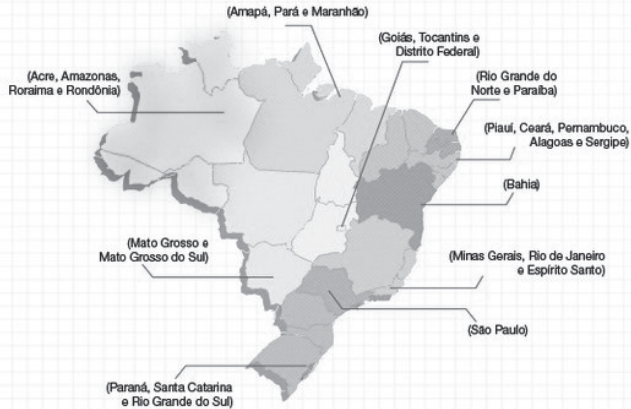 (Amapá, Pará e Maranhão)
(Goiás, Tocantins e
Distrito Federal)
(Acre, Amazonas,
Roraima e Rondônia)
(Rio Grande do
Norte e Paraíba)
(Piauí, Ceará, Pernambuco,
Alagoas e Sergipe)
(Bahia)
(Mato Grosso e
Mato Grosso do Sul)
(Minas Gerais, Rio de Janeiro
e Espírito Santo)
(São Paulo)
(Paraná, Santa Catarina
e Rio Grande do Sul)